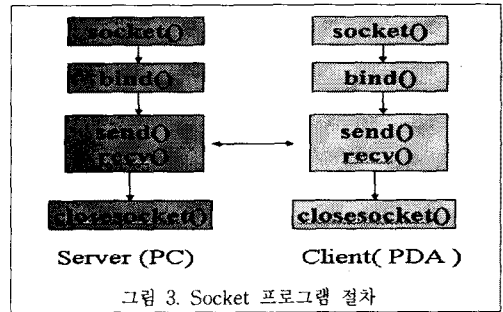 socket() socket()
bind() bind()
send() send()
recv() recv()
closesocket() closesocket()
Server (PC) Client( PDA )
그림 3. Socket 프로그램 절차